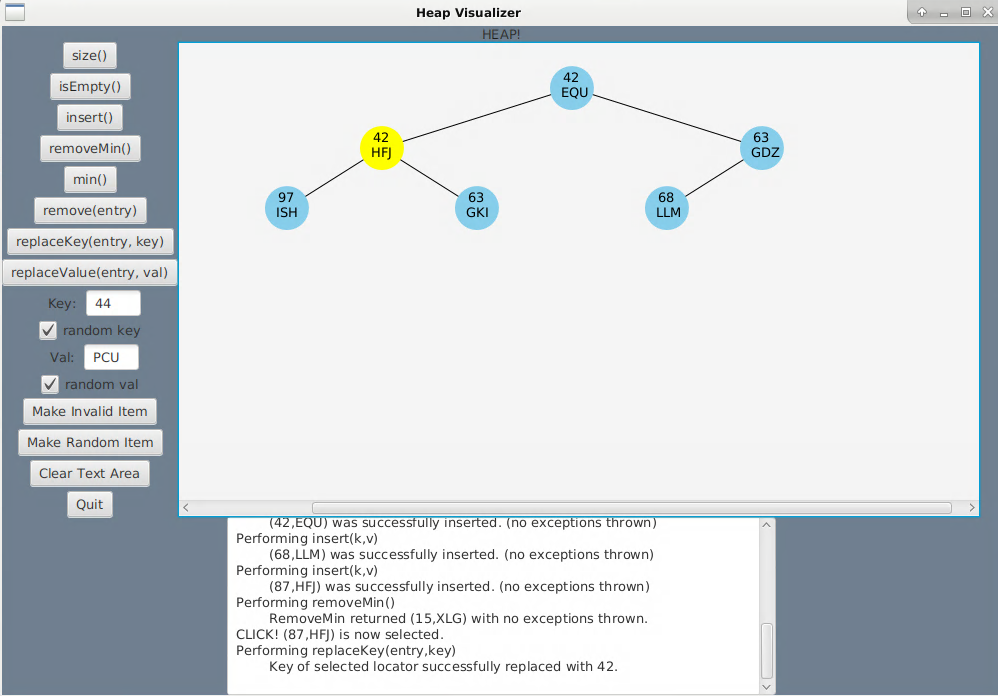 Heap Visualizer
HEAP!
size()
isEmpty()
insert()
removeMin()
min()
remove(entry)
replaceKey(entry, key)
replaceValue(entry, val)
Key: 44
random key
Val: PCU
random val
Make Invalid Item
Make Random Item
Clear Text Area
Quit
42
EQU
42
HFJ
63
GDZ
97
ISH
63
GKI
68
LLM
(42,EQU) was successfully inserted. (no exceptions thrown)
Performing insert(k,v)
(68,LLM) was successfully inserted. (no exceptions thrown)
Performing insert(k,v)
(87,HFJ) was successfully inserted. (no exceptions thrown)
Performing removeMin()
RemoveMin returned (15,XLG) with no exceptions thrown.
CLICK! (87,HFJ) is now selected.
Performing replaceKey(entry,key)
Key of selected locator successfully replaced with 42.